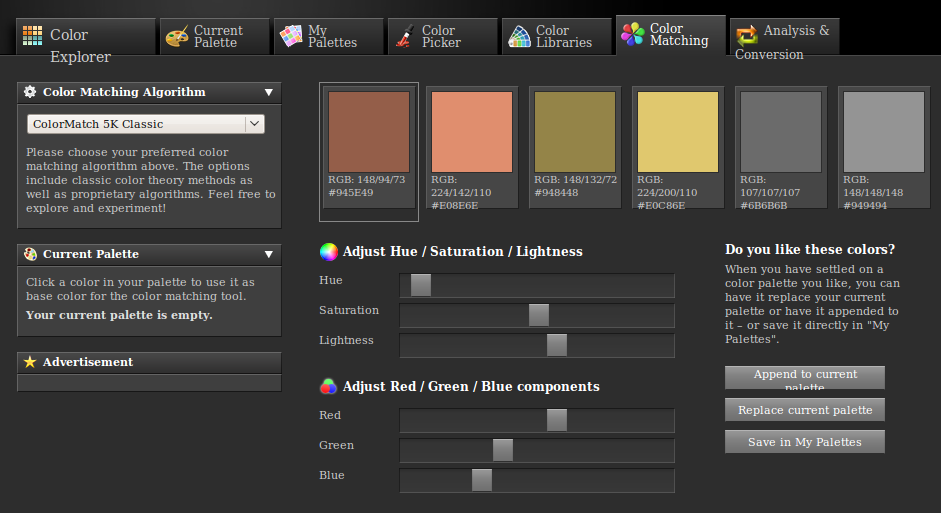 Color
Explorer
Current
Palette
My
Palettes
Color
Picker
Color
Libraries
Color
Matching
Analysis &
Conversion
Color Matching Algorithm
ColorMatch 5K Classic
Please choose your preferred color
matching algorithm above. The options
include classic color theory methods as
well as proprietary algorithms. Feel free to
explore and experiment!
Current Palette
Click a color in your palette to use it as
base color for the color matching tool.
Your current palette is empty.
Advertisement
RGB: 148/94/73
#945E49
RGB:
224/142/110
#E08E6E
RGB: 148/132/72
#948448
RGB:
224/200/110
#E0C86E
RGB:
107/107/107
#6B6B6B
RGB:
148/148/148
#949494
Adjust Hue / Saturation / Lightness
Hue
Saturation
Lightness
Adjust Red / Green / Blue components
Red
Green
Blue
Do you like these colors?
When you have settled on a
color palette you like, you can
have it replace your current
palette or have it appended to
it – or save it directly in "My
Palettes".
Append to current
palette
Replace current palette
Save in My Palettes